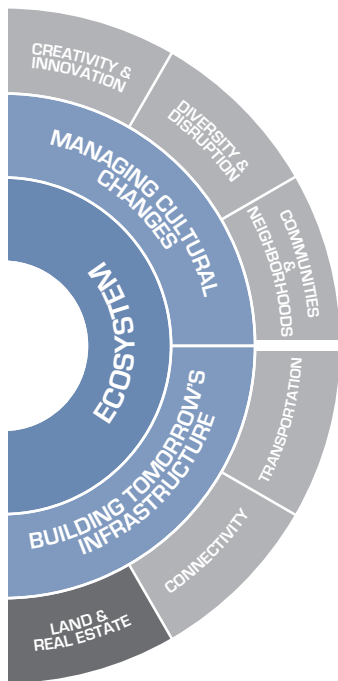 CREATIVITY &
INNOVATION
DIVERSITY &
DISRUPTION
COMMUNITIES
&
NEIGHBORHOODS
MANAGING CULTURAL
CHANGES
ECOSYSTEM
BUILDING TOMORROW'S
INFRASTRUCTURE
TRANSPORTATION
CONNECTIVITY
LAND &
REAL ESTATE